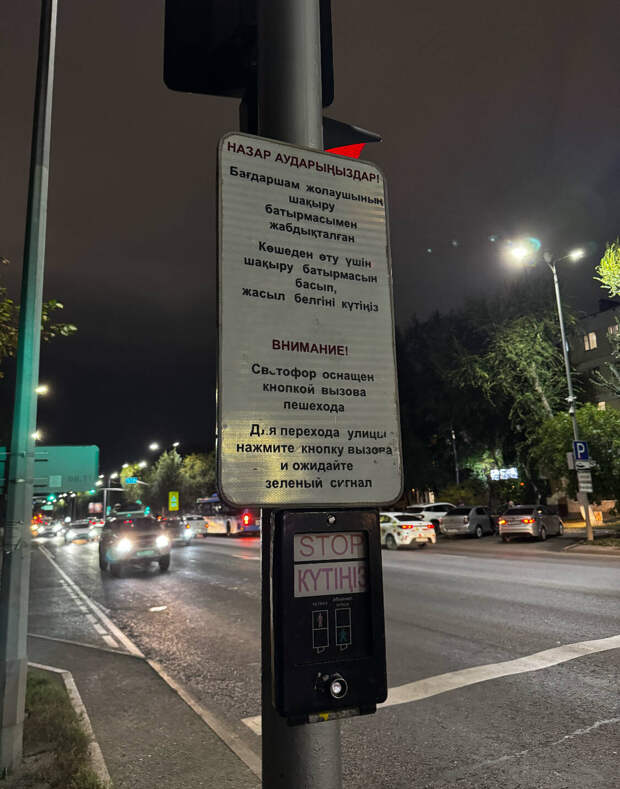 НАЗАР АУДАРЫҢЫЗДАР!
Бағдаршам жолаушының
шақыру
батырмасымен
жабдықталған
Көшеден өту үшін
шақыру батырмасын
басып,
жасыл белгіні күтіңіз
ВНИМАНИЕ!
Светофор оснащен
кнопкой вызова
пешехода
Для перехода улицы
нажмите кнопку вызова
и ожидайте
зеленый сигнал
STOP
КҮТІҢІЗ
P